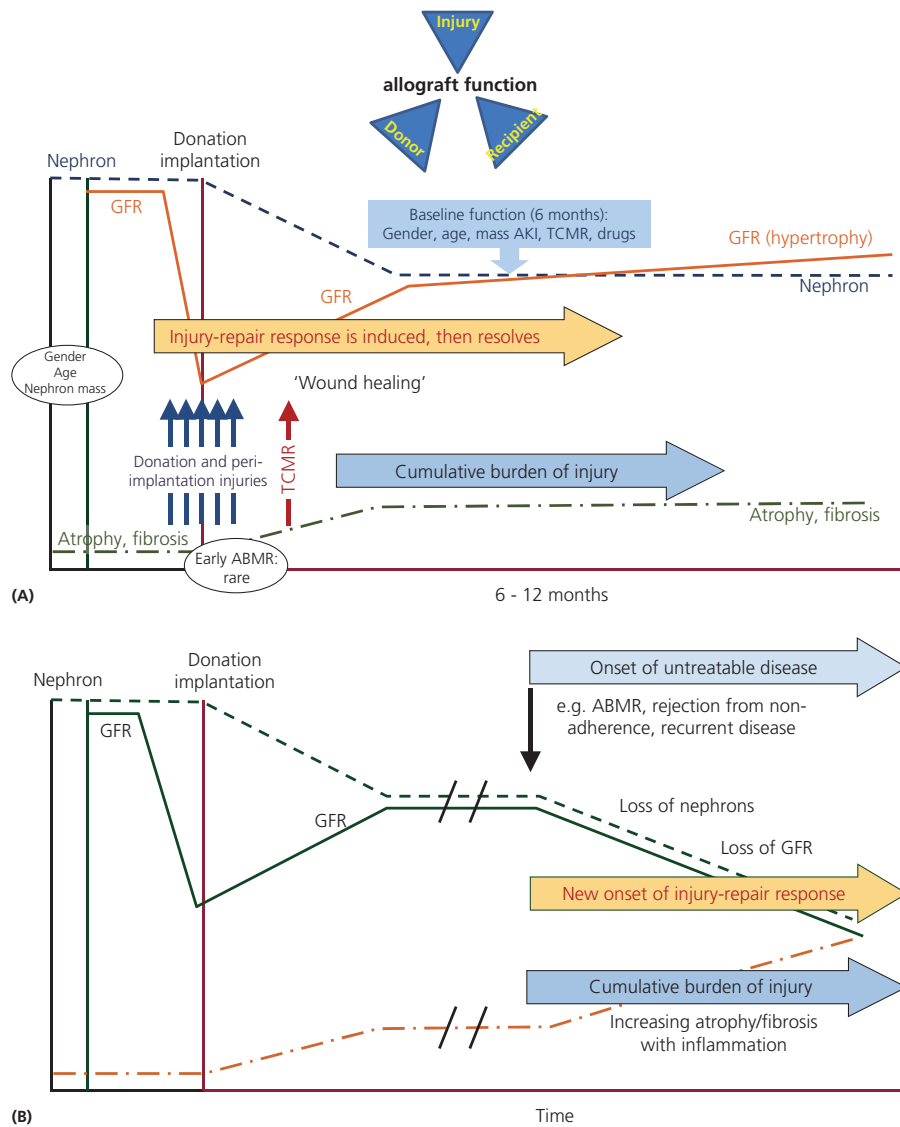 Injury
allograft function
Donor
Recipient
Donation
implantation
Nephron
GFR
Baseline function (6 months):
Gender, age, mass AKI, TCMR, drugs
GFR (hypertrophy)
Nephron
GFR
Injury-repair response is induced, then resolves
Gender
Age
Nephron mass
'Wound healing'
Donation and peri-
implantation injuries
TCMR
Cumulative burden of injury
Atrophy, fibrosis
Atrophy, fibrosis
Early ABMR:
rare
(A)
6 - 12 months
Donation
implantation
Nephron
GFR
Onset of untreatable disease
e.g. ABMR, rejection from non-
adherence, recurrent disease
GFR
Loss of nephrons
Loss of GFR
New onset of injury-repair response
Cumulative burden of injury
Increasing atrophy/fibrosis
with inflammation
(B)
Time